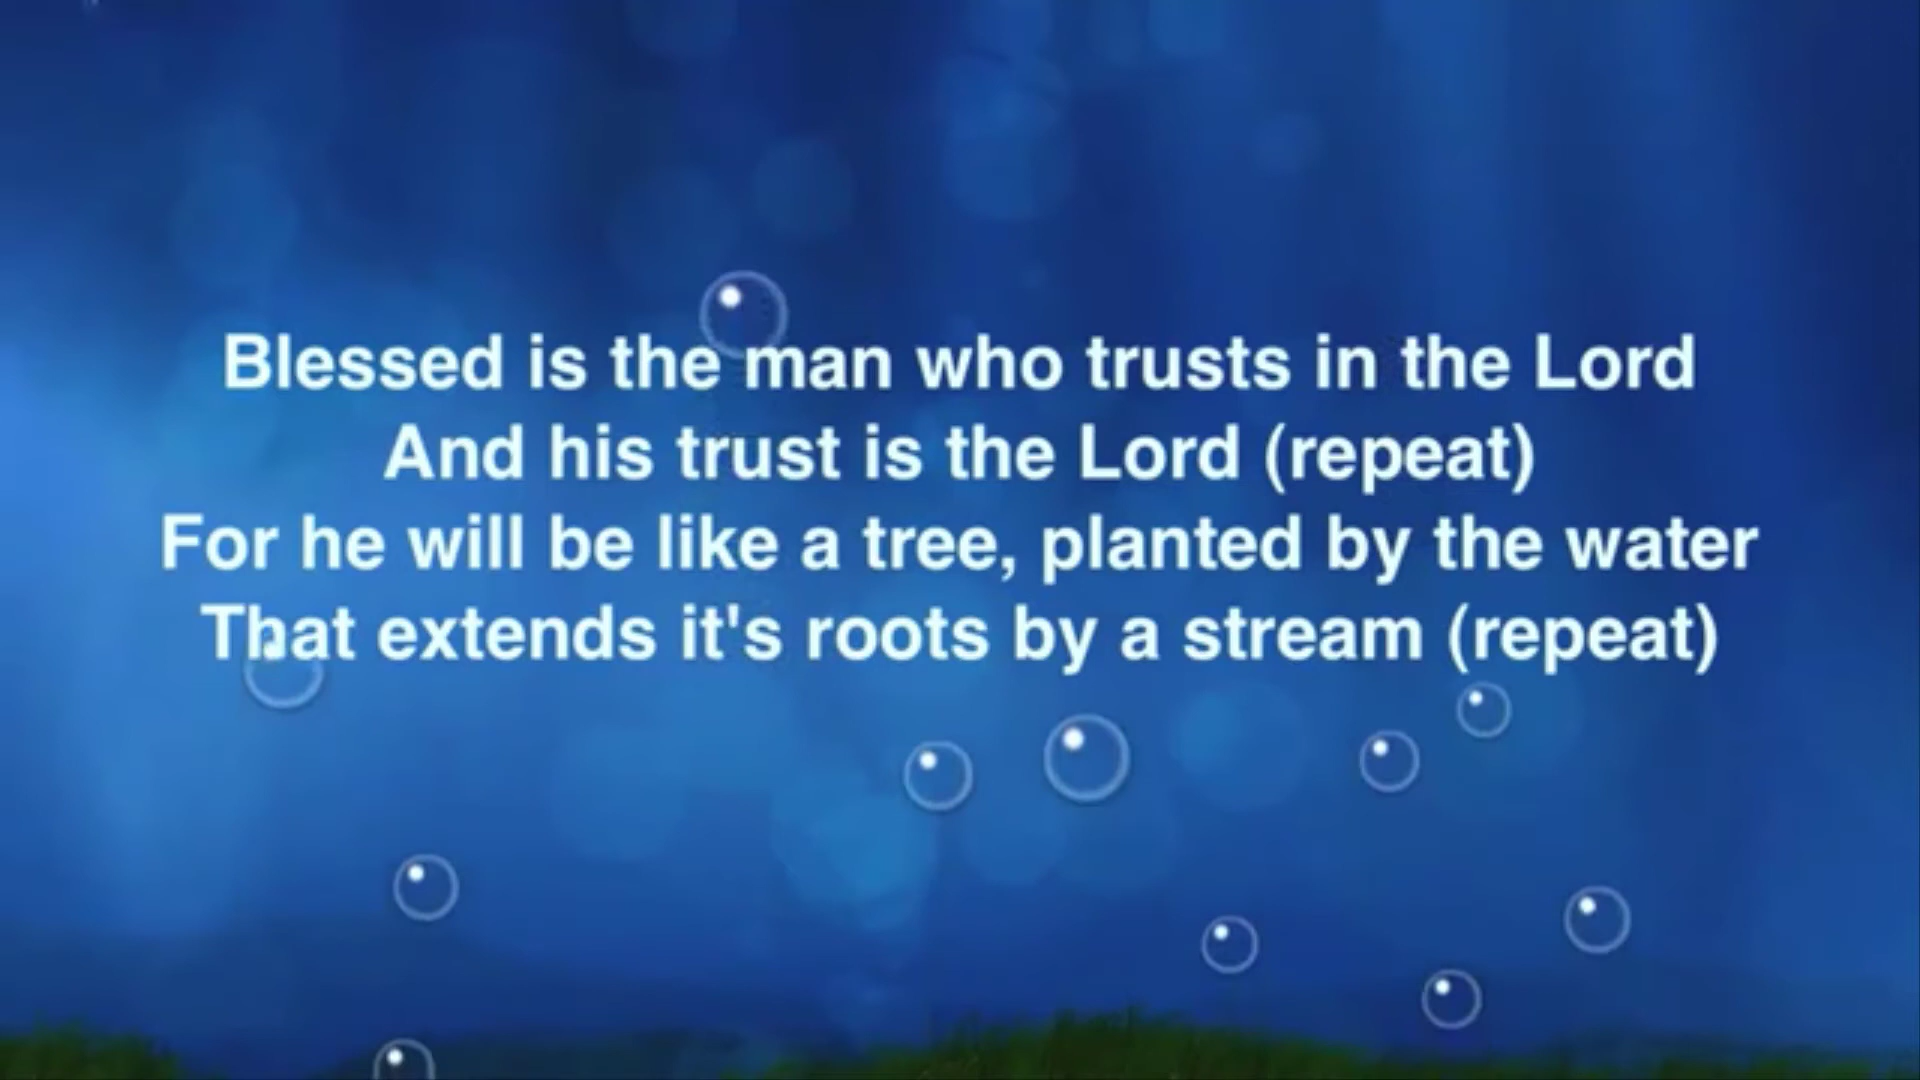 Blessed is the man who trusts in the Lord
And his trust is the Lord (repeat)
For he will be like a tree, planted by the water
That extends it's roots by a stream (repeat)